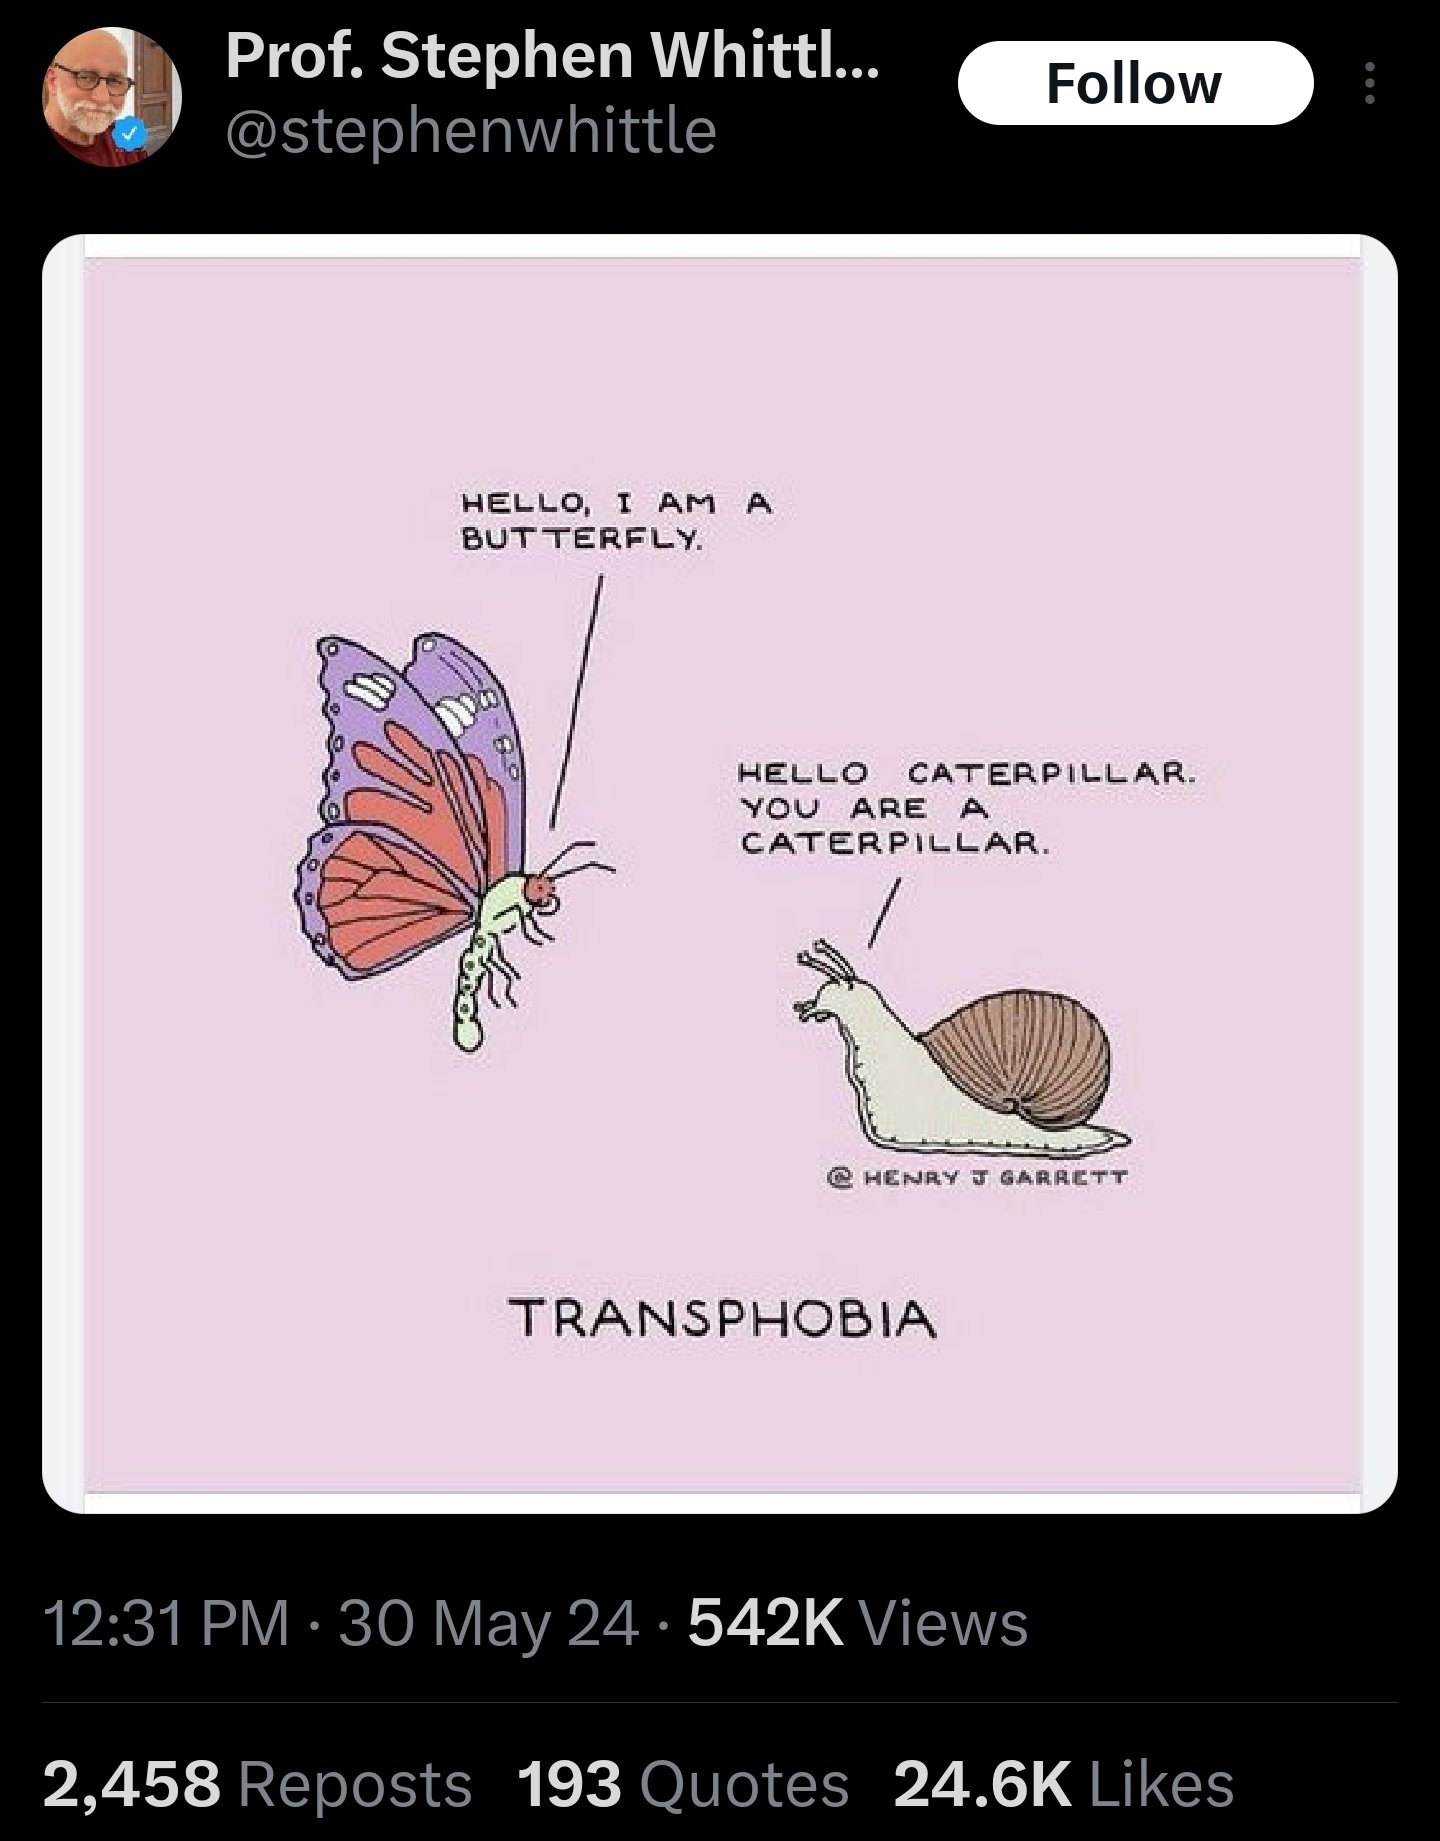 Prof. Stephen Whittl...
@stephenwhittle
Follow
HELLO, I AM A
BUTTERFLY.
HELLO CATERPILLAR.
YOU ARE A
CATERPILLAR.
@ HENRY J GARRETT
TRANSPHOBIA
12:31 PM · 30 May 24 · 542K Views
2,458 Reposts 193 Quotes 24.6K Likes